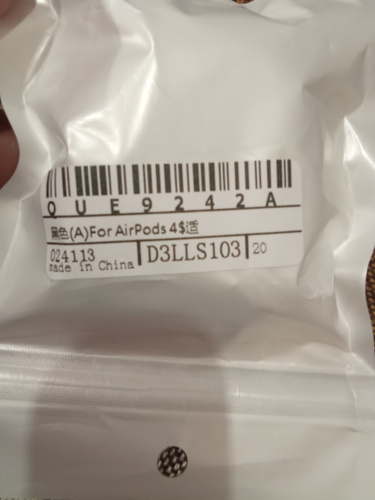 QUE9242A
黑色(A)For AirPods 4$适
024113
made in China
D3LLS103
20